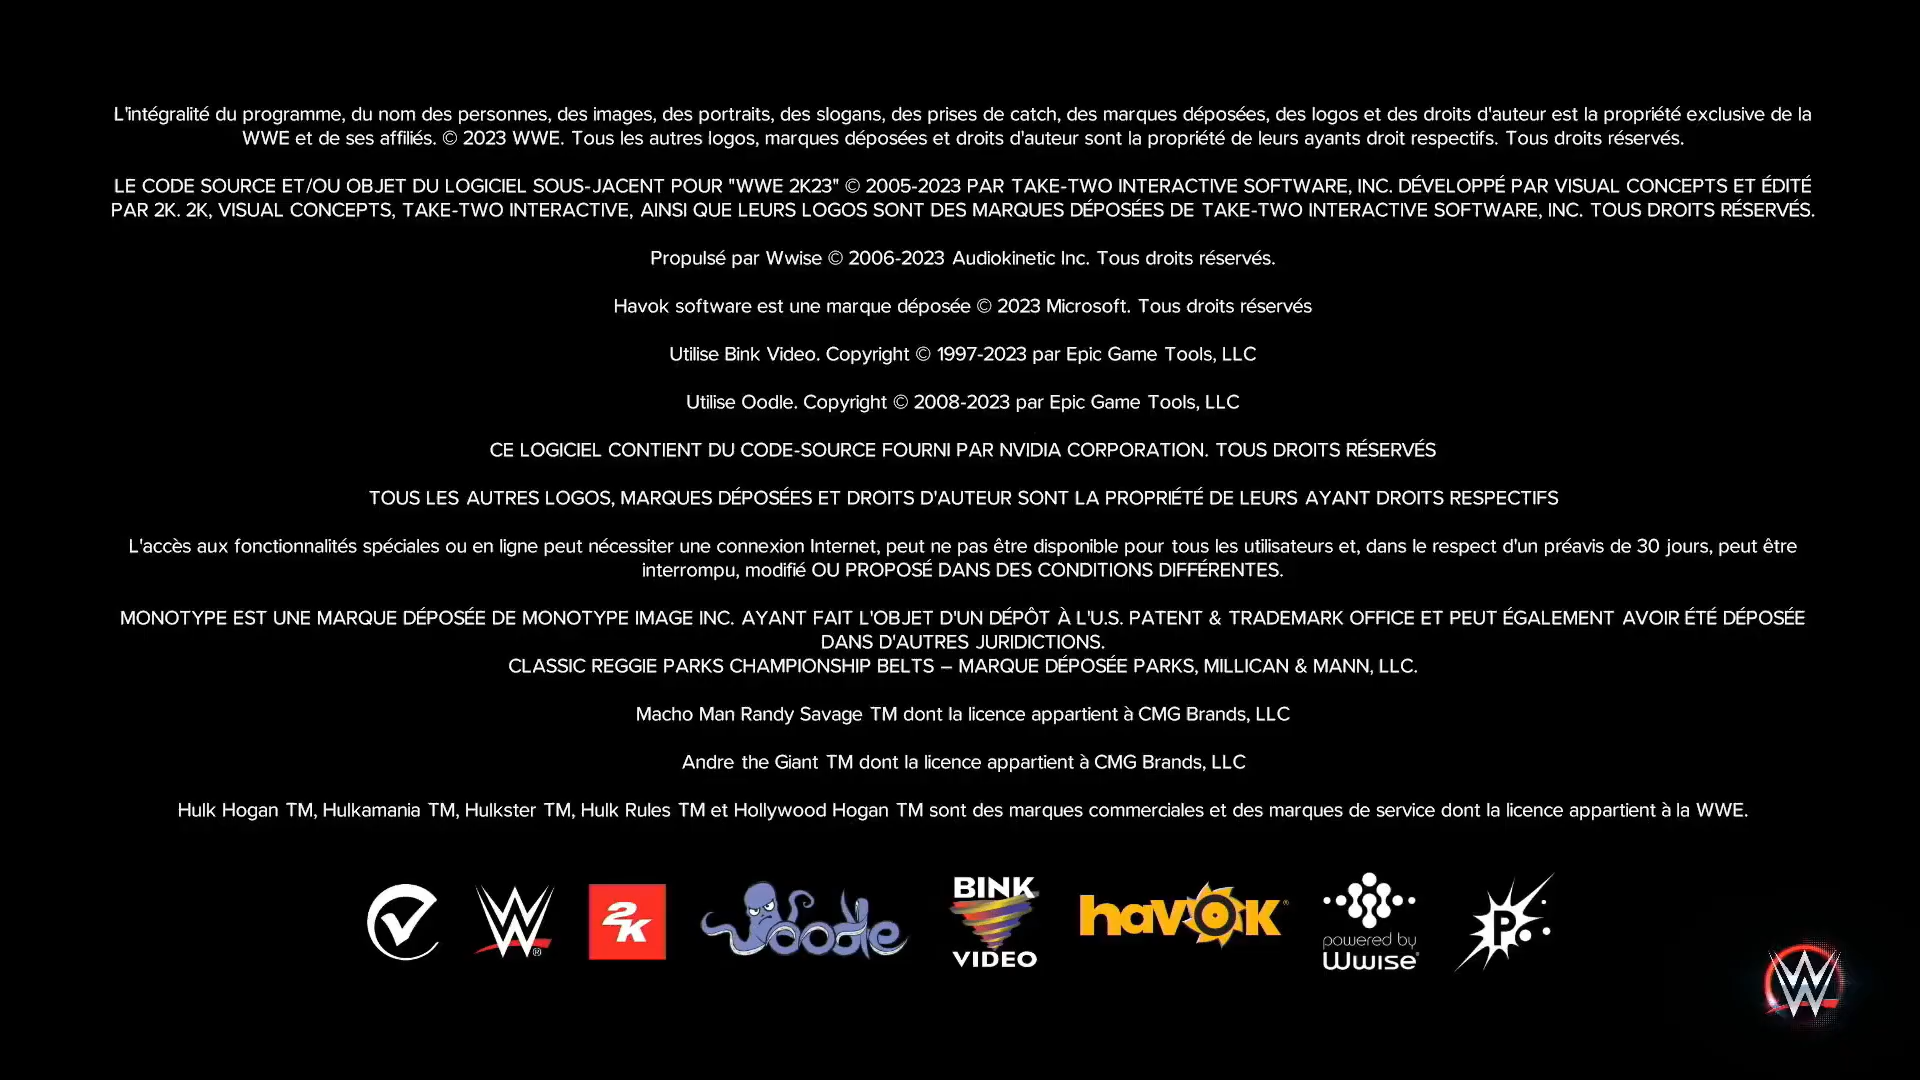 L'intégralité du programme, du nom des personnes, des images, des portraits, des slogans, des prises de catch, des marques déposées, des logos et des droits d'auteur est la propriété exclusive de la
WWE et de ses affiliés. © 2023 WWE. Tous les autres logos, marques déposées et droits d'auteur sont la propriété de leurs ayants droit respectifs. Tous droits réservés.
LE CODE SOURCE ET/OU OBJET DU LOGICIEL SOUS-JACENT POUR "WWE 2K23" © 2005-2023 PAR TAKE-TWO INTERACTIVE SOFTWARE, INC. DÉVELOPPÉ PAR VISUAL CONCEPTS ET ÉDITÉ
PAR 2K. 2K, VISUAL CONCEPTS, TAKE-TWO INTERACTIVE, AINSI QUE LEURS LOGOS SONT DES MARQUES DÉPOSÉES DE TAKE-TWO INTERACTIVE SOFTWARE, INC. TOUS DROITS RÉSERVÉS.
Propulsé par Wwise © 2006-2023 Audiokinetic Inc. Tous droits réservés.
Havok software est une marque déposée © 2023 Microsoft. Tous droits réservés
Utilise Bink Video. Copyright © 1997-2023 par Epic Game Tools, LLC
Utilise Oodle. Copyright © 2008-2023 par Epic Game Tools, LLC
CE LOGICIEL CONTIENT DU CODE-SOURCE FOURNI PAR NVIDIA CORPORATION. TOUS DROITS RÉSERVÉS
TOUS LES AUTRES LOGOS, MARQUES DÉPOSÉES ET DROITS D'AUTEUR SONT LA PROPRIÉTÉ DE LEURS AYANT DROITS RESPECTIFS
L'accès aux fonctionnalités spéciales ou en ligne peut nécessiter une connexion Internet, peut ne pas être disponible pour tous les utilisateurs et, dans le respect d'un préavis de 30 jours, peut être
interrompu, modifié OU PROPOSÉ DANS DES CONDITIONS DIFFÉRENTES.
MONOTYPE EST UNE MARQUE DÉPOSÉE DE MONOTYPE IMAGE INC. AYANT FAIT L'OBJET D'UN DÉPÔT À L'U.S. PATENT & TRADEMARK OFFICE ET PEUT ÉGALEMENT AVOIR ÉTÉ DÉPOSÉE
DANS D'AUTRES JURIDICTIONS.
CLASSIC REGGIE PARKS CHAMPIONSHIP BELTS – MARQUE DÉPOSÉE PARKS, MILLICAN & MANN, LLC.
Macho Man Randy Savage TM dont la licence appartient à CMG Brands, LLC
Andre the Giant TM dont la licence appartient à CMG Brands, LLC
Hulk Hogan TM, Hulkamania TM, Hulkster TM, Hulk Rules TM et Hollywood Hogan TM sont des marques commerciales et des marques de service dont la licence appartient à la WWE.
W ® 2K oodle BINK VIDEO havok ® powered by Wwise ® P
W